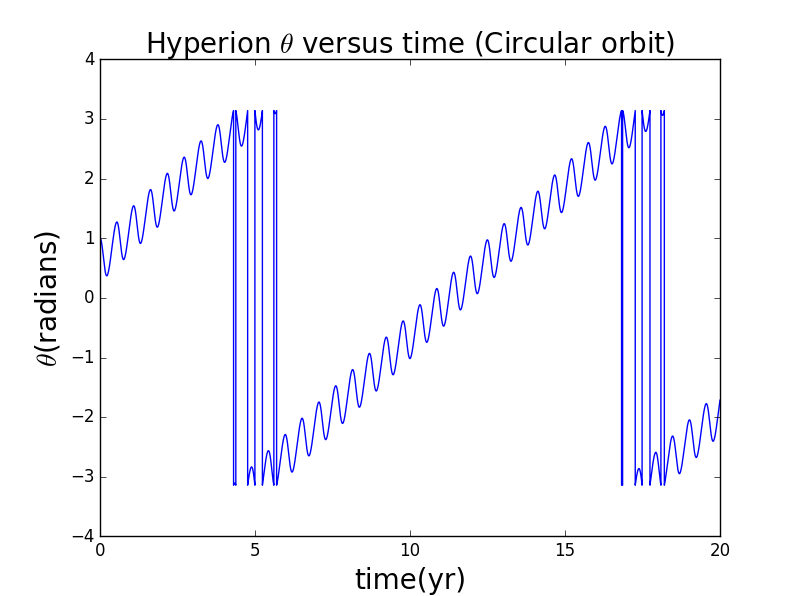 Hyperion θ versus time (Circular orbit)
4
3
2
1
0
−1
−2
−3
−4
θ(radians)
0 5 10 15 20
time(yr)